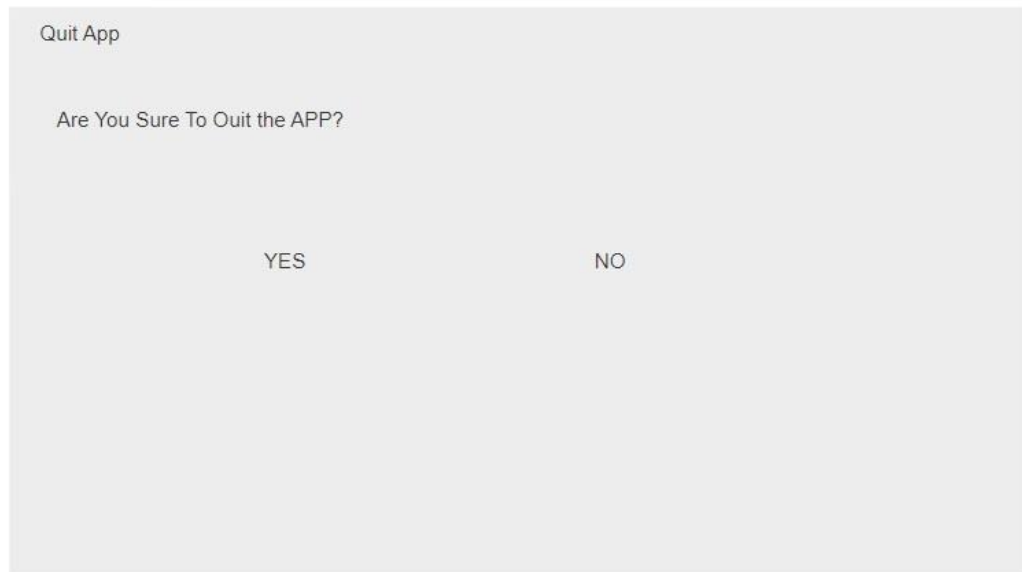 Quit App
Are You Sure To Ouit the APP?
YES NO